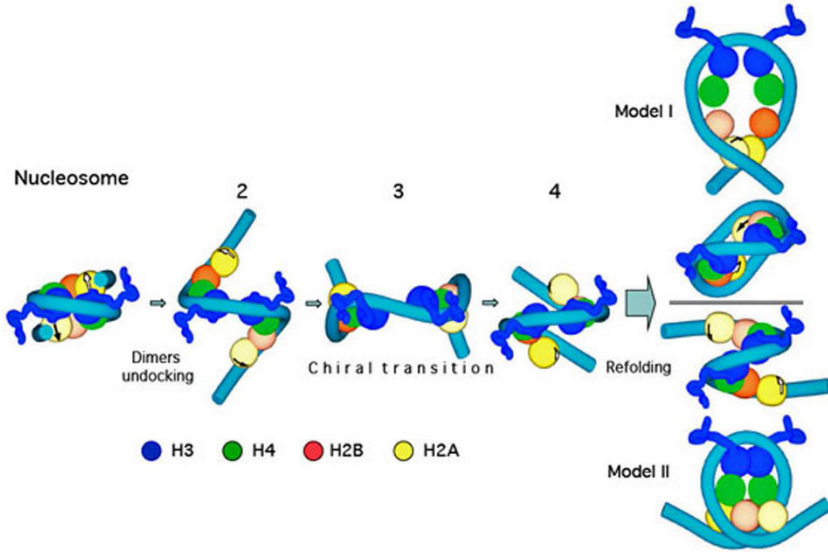 Model I
Nucleosome
2
3
4
Dimers
undocking
Chiral transition
Refolding
H3
H4
H2B
H2A
Model II